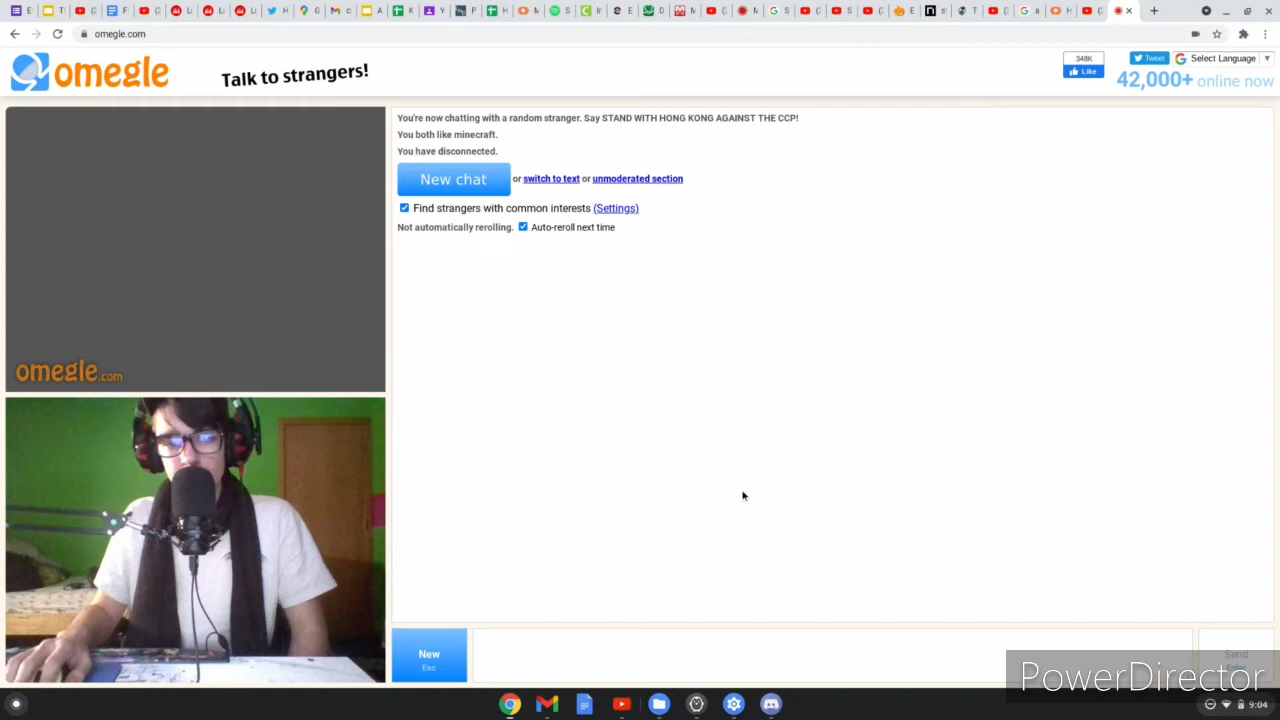 omegle.com
omegle
Talk to strangers!
348K
Like
Tweet
Select Language
42,000+ online now
You're now chatting with a random stranger. Say STAND WITH HONG KONG AGAINST THE CCP!
You both like minecraft.
You have disconnected.
New chat or switch to text or unmoderated section
Find strangers with common interests (Settings)
Not automatically rerolling. Auto-reroll next time
omegle.com
New
Esc
Send
Enter
PowerDirector
9:04